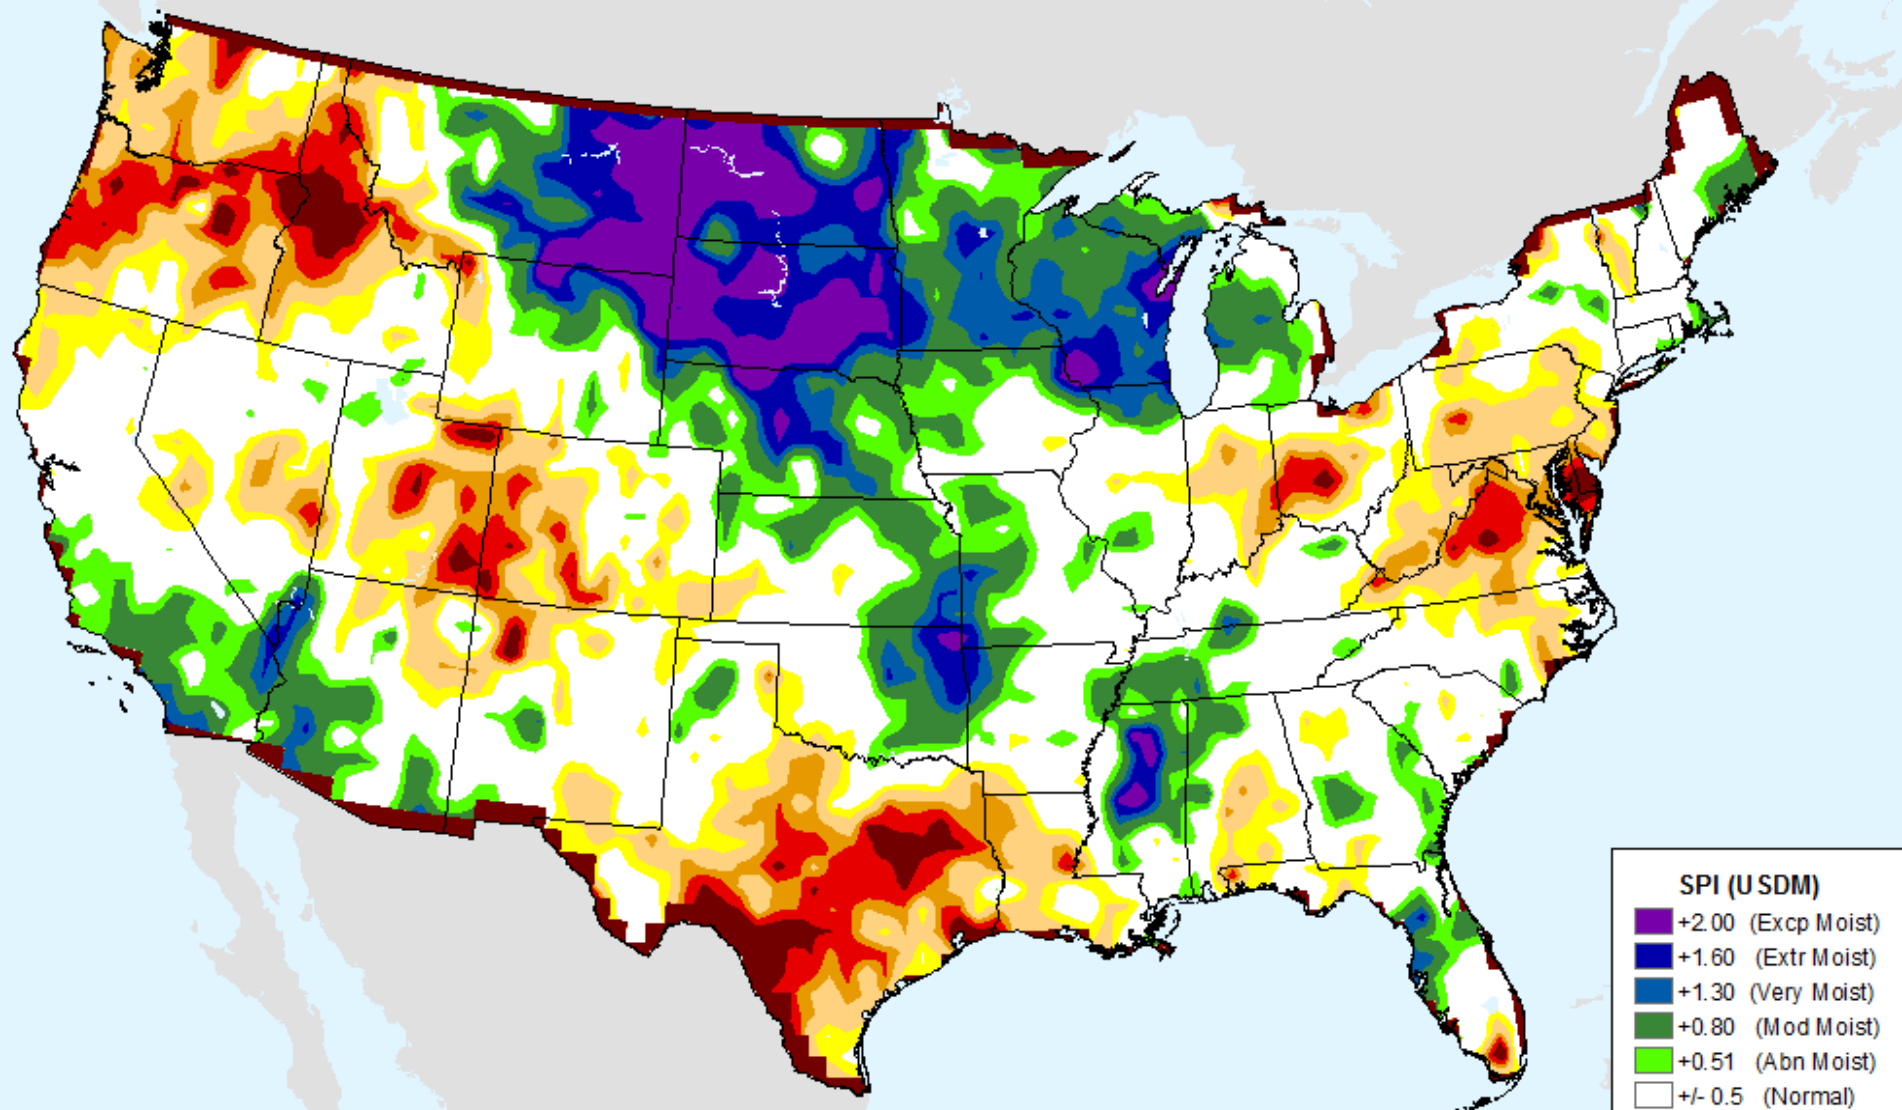 SPI (USDM)
+2.00 (Excp Moist)
+1.60 (Extr Moist)
+1.30 (Very Moist)
+0.80 (Mod Moist)
+0.51 (Abn Moist)
+/- 0.5 (Normal)